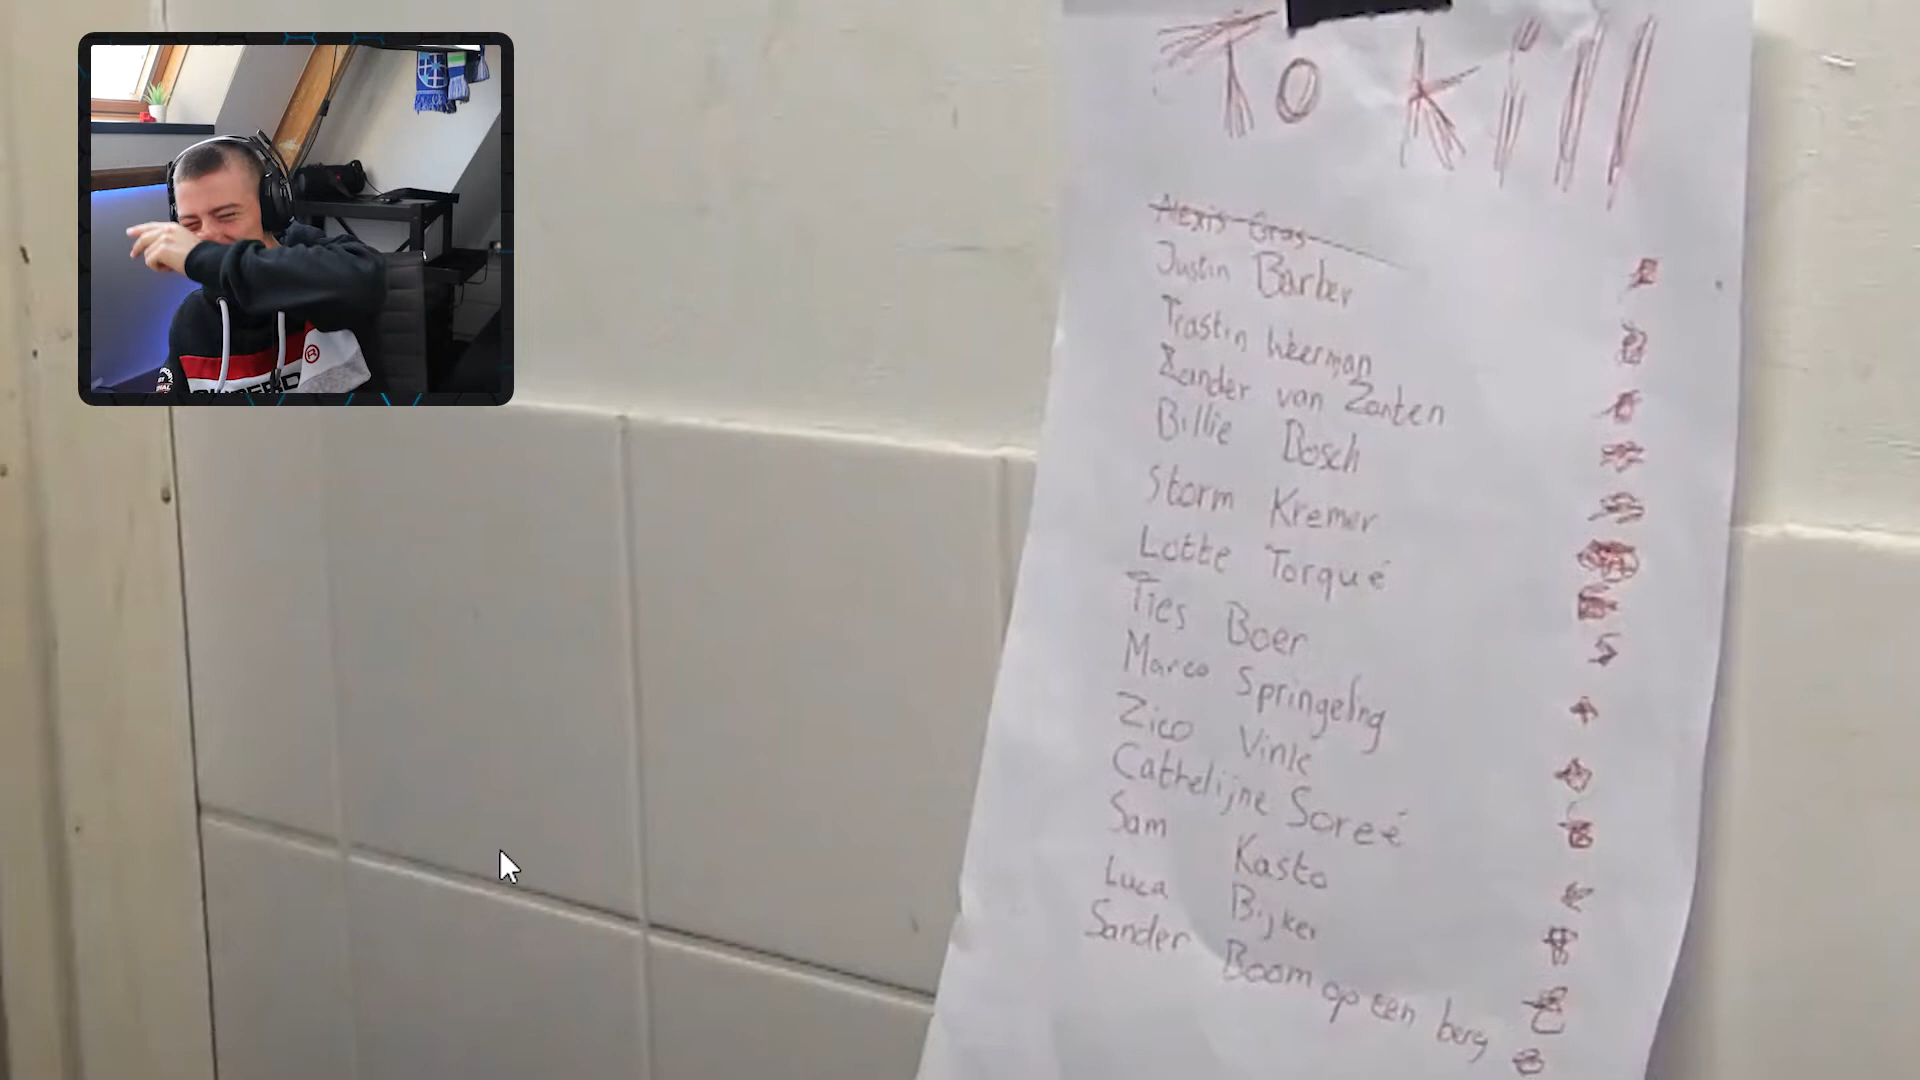 To kill
Alexis Gras
Justin Barber
Trastin Weerman
Xander van Zanten
Billie Bosch
Storm Kremer
Lotte Torqué
Ties Boer
Marco Springeling
Zico Vink
Cathelijne Soreé
Sam Kasto
Luca Bijker
Sander Boom op een berg